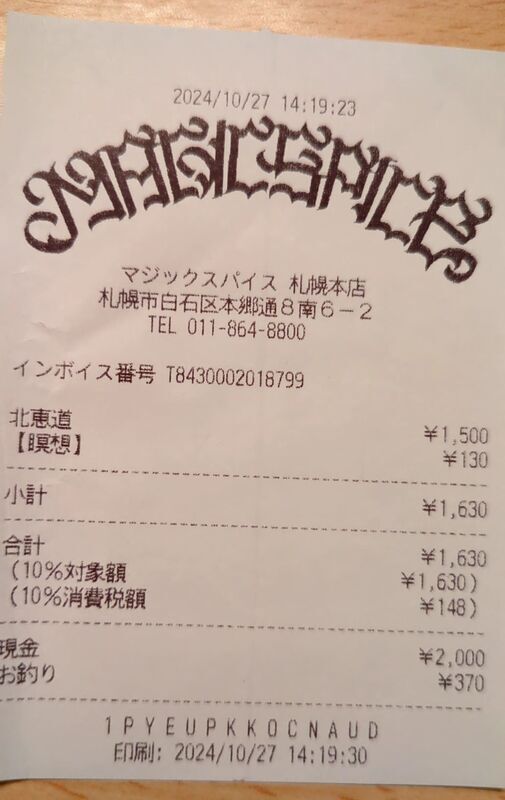 2024/10/27 14:19:23
MAGIC SPICE
マジックスパイス 札幌本店
札幌市白石区本郷通8南6-2
TEL 011-864-8800
インボイス番号 T8430002018799
北恵道 ¥1,500
【瞑想】 ¥130
小計 ¥1,630
合計 ¥1,630
(10%対象額 ¥1,630)
(10%消費税額 ¥148)
現金 ¥2,000
お釣り ¥370
1PYEUPKKOCNAUD
印刷: 2024/10/27 14:19:30